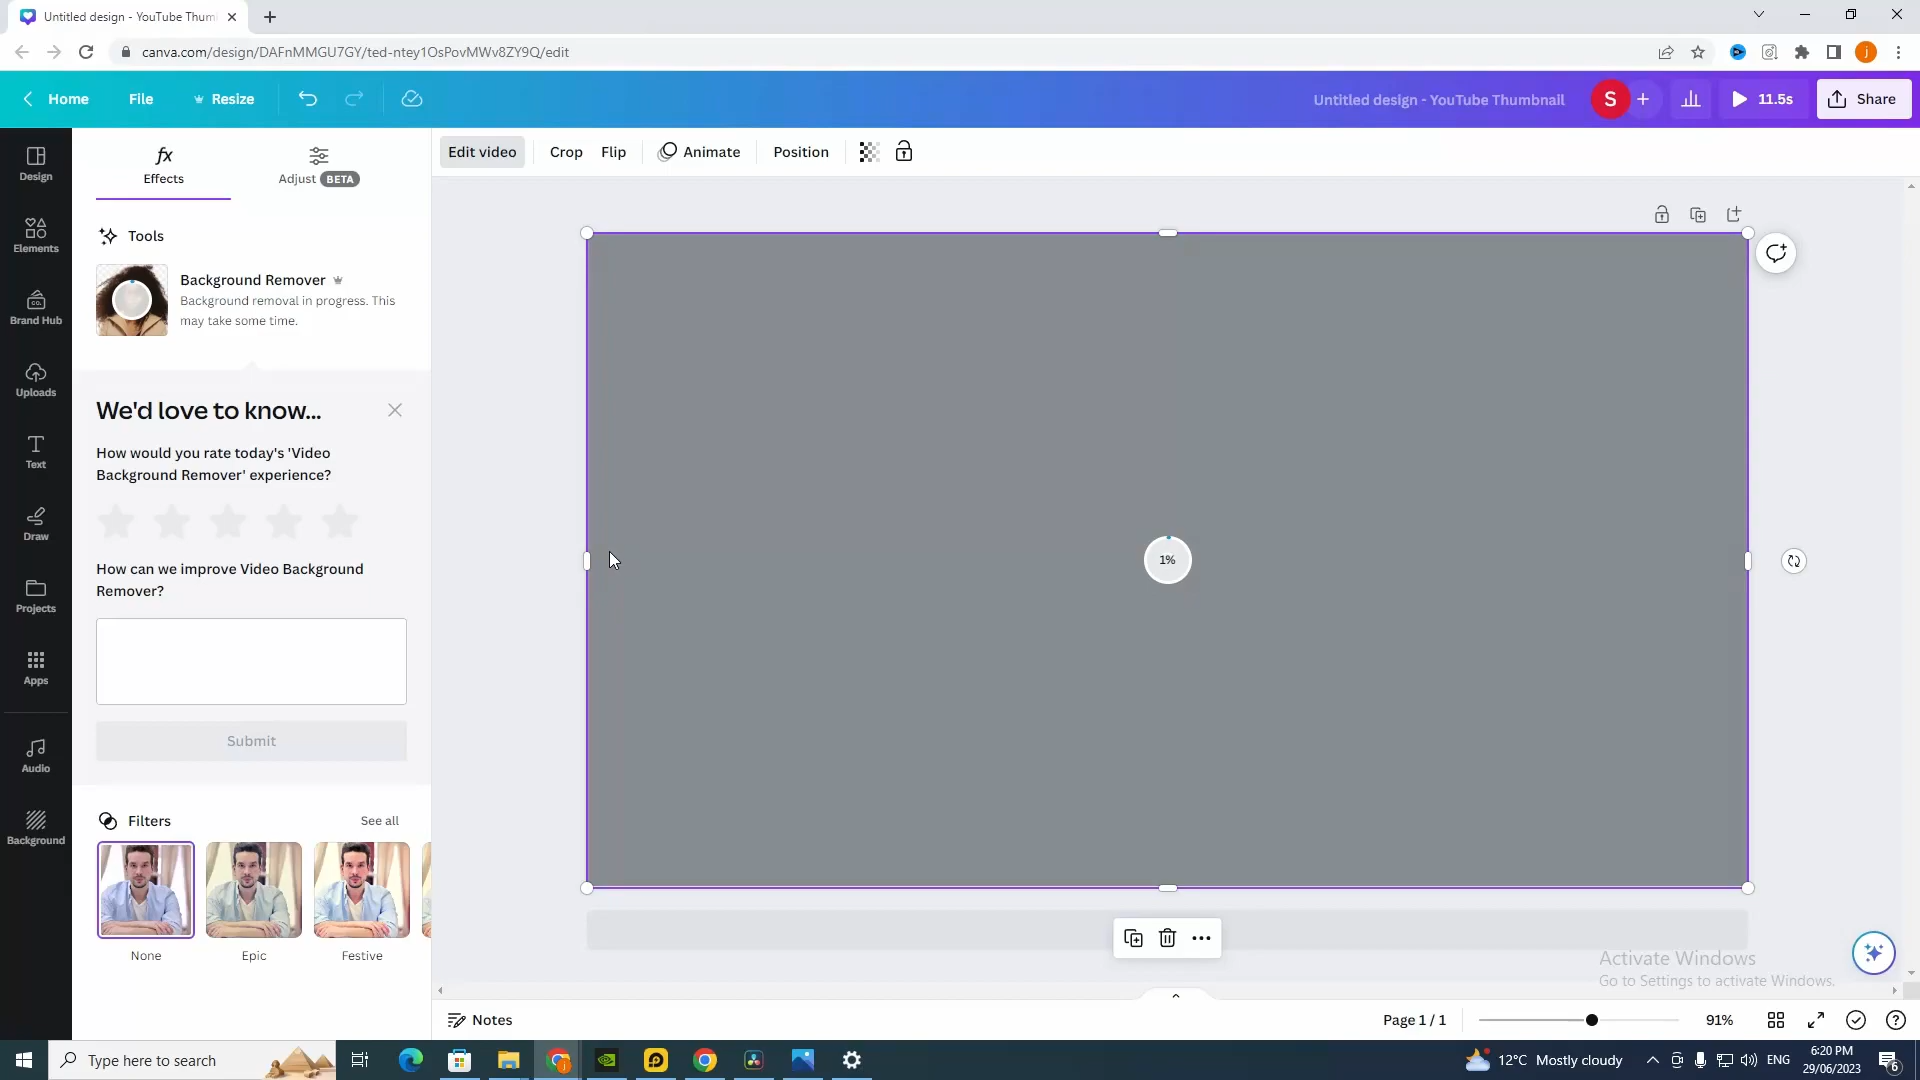 Untitled design - YouTube Thum
canva.com/design/DAFnMMGU7GY/ted-ntey1OsPovMWv8ZY9Q/edit
Home
File
Resize
Untitled design - YouTube Thumbnail
S
11.5s
Share
Effects
Adjust BETA
Edit video
Crop
Flip
Animate
Position
Design
Elements
Brand Hub
Uploads
Text
Draw
Projects
Apps
Audio
Background
Tools
Background Remover
Background removal in progress. This
may take some time.
We'd love to know...
How would you rate today's 'Video
Background Remover' experience?
How can we improve Video Background
Remover?
Submit
Filters
See all
None
Epic
Festive
1%
Activate Windows
Go to Settings to activate Windows.
Notes
Page 1 / 1
91%
Type here to search
12°C Mostly cloudy
ENG
6:20 PM
29/06/2023
6